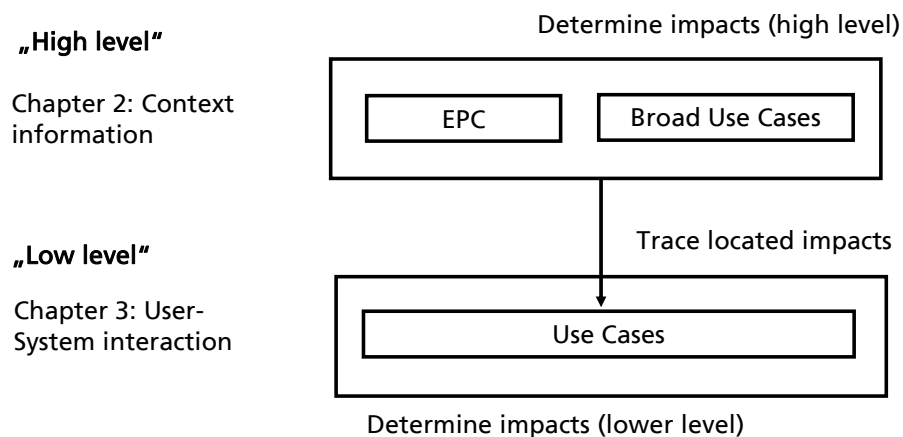 Determine impacts (high level)
„High level“
Chapter 2: Context
information
EPC
Broad Use Cases
Trace located impacts
„Low level“
Chapter 3: User-
System interaction
Use Cases
Determine impacts (lower level)